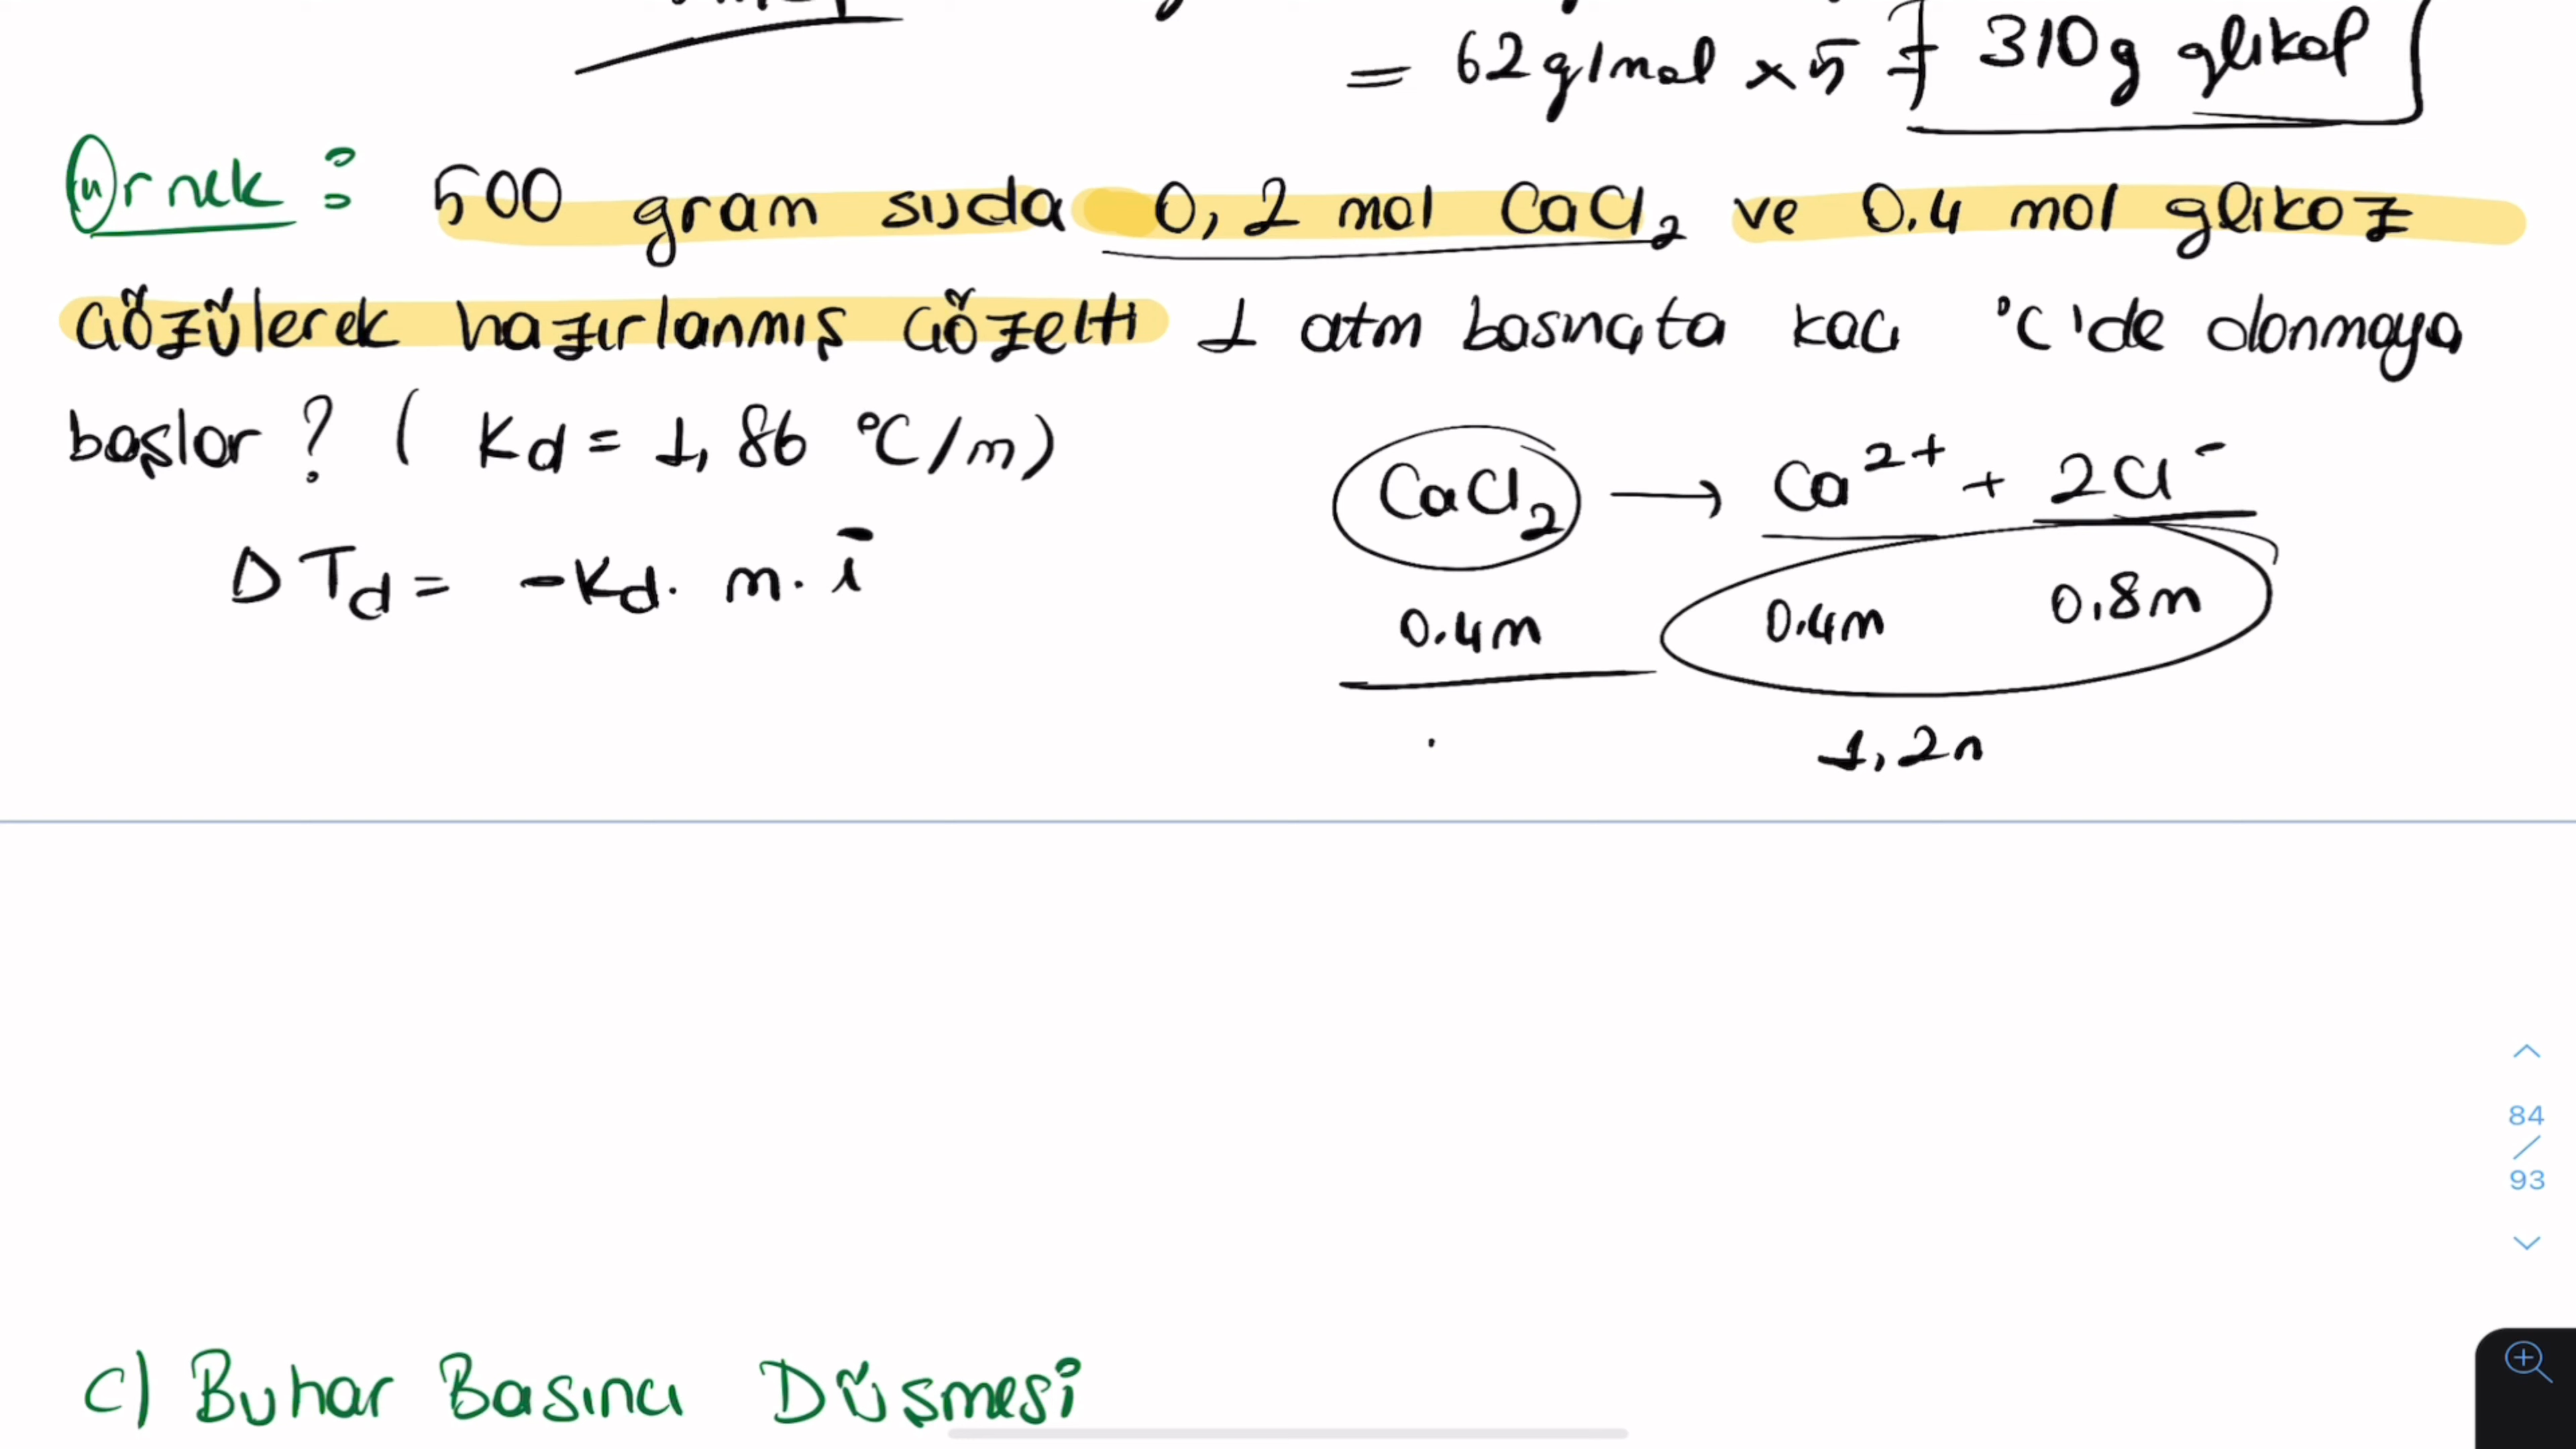 = 62 g/mol x 5 = 310g glikol
Örnek : 500 gram suda 0,2 mol CaCl₂ ve 0.4 mol glikoz
çözülerek hazırlanmış çözelti 1 atm basınçta kaç °C'de donmaya
başlar ? ( Kd = 1,86 °C/m)
CaCl₂ → Ca²⁺ + 2Cl⁻
ΔTd = -Kd. m. i
0.4m 0.4m 0.8m
1,2m
84
/
93
C) Buhar Basıncı Düşmesi